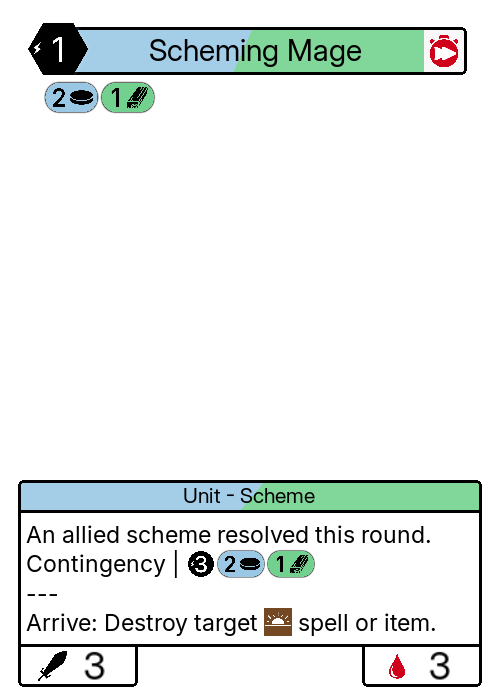 1 Scheming Mage
2 1
Unit - Scheme
An allied scheme resolved this round.
Contingency | 3 2 1
---
Arrive: Destroy target spell or item.
3 3